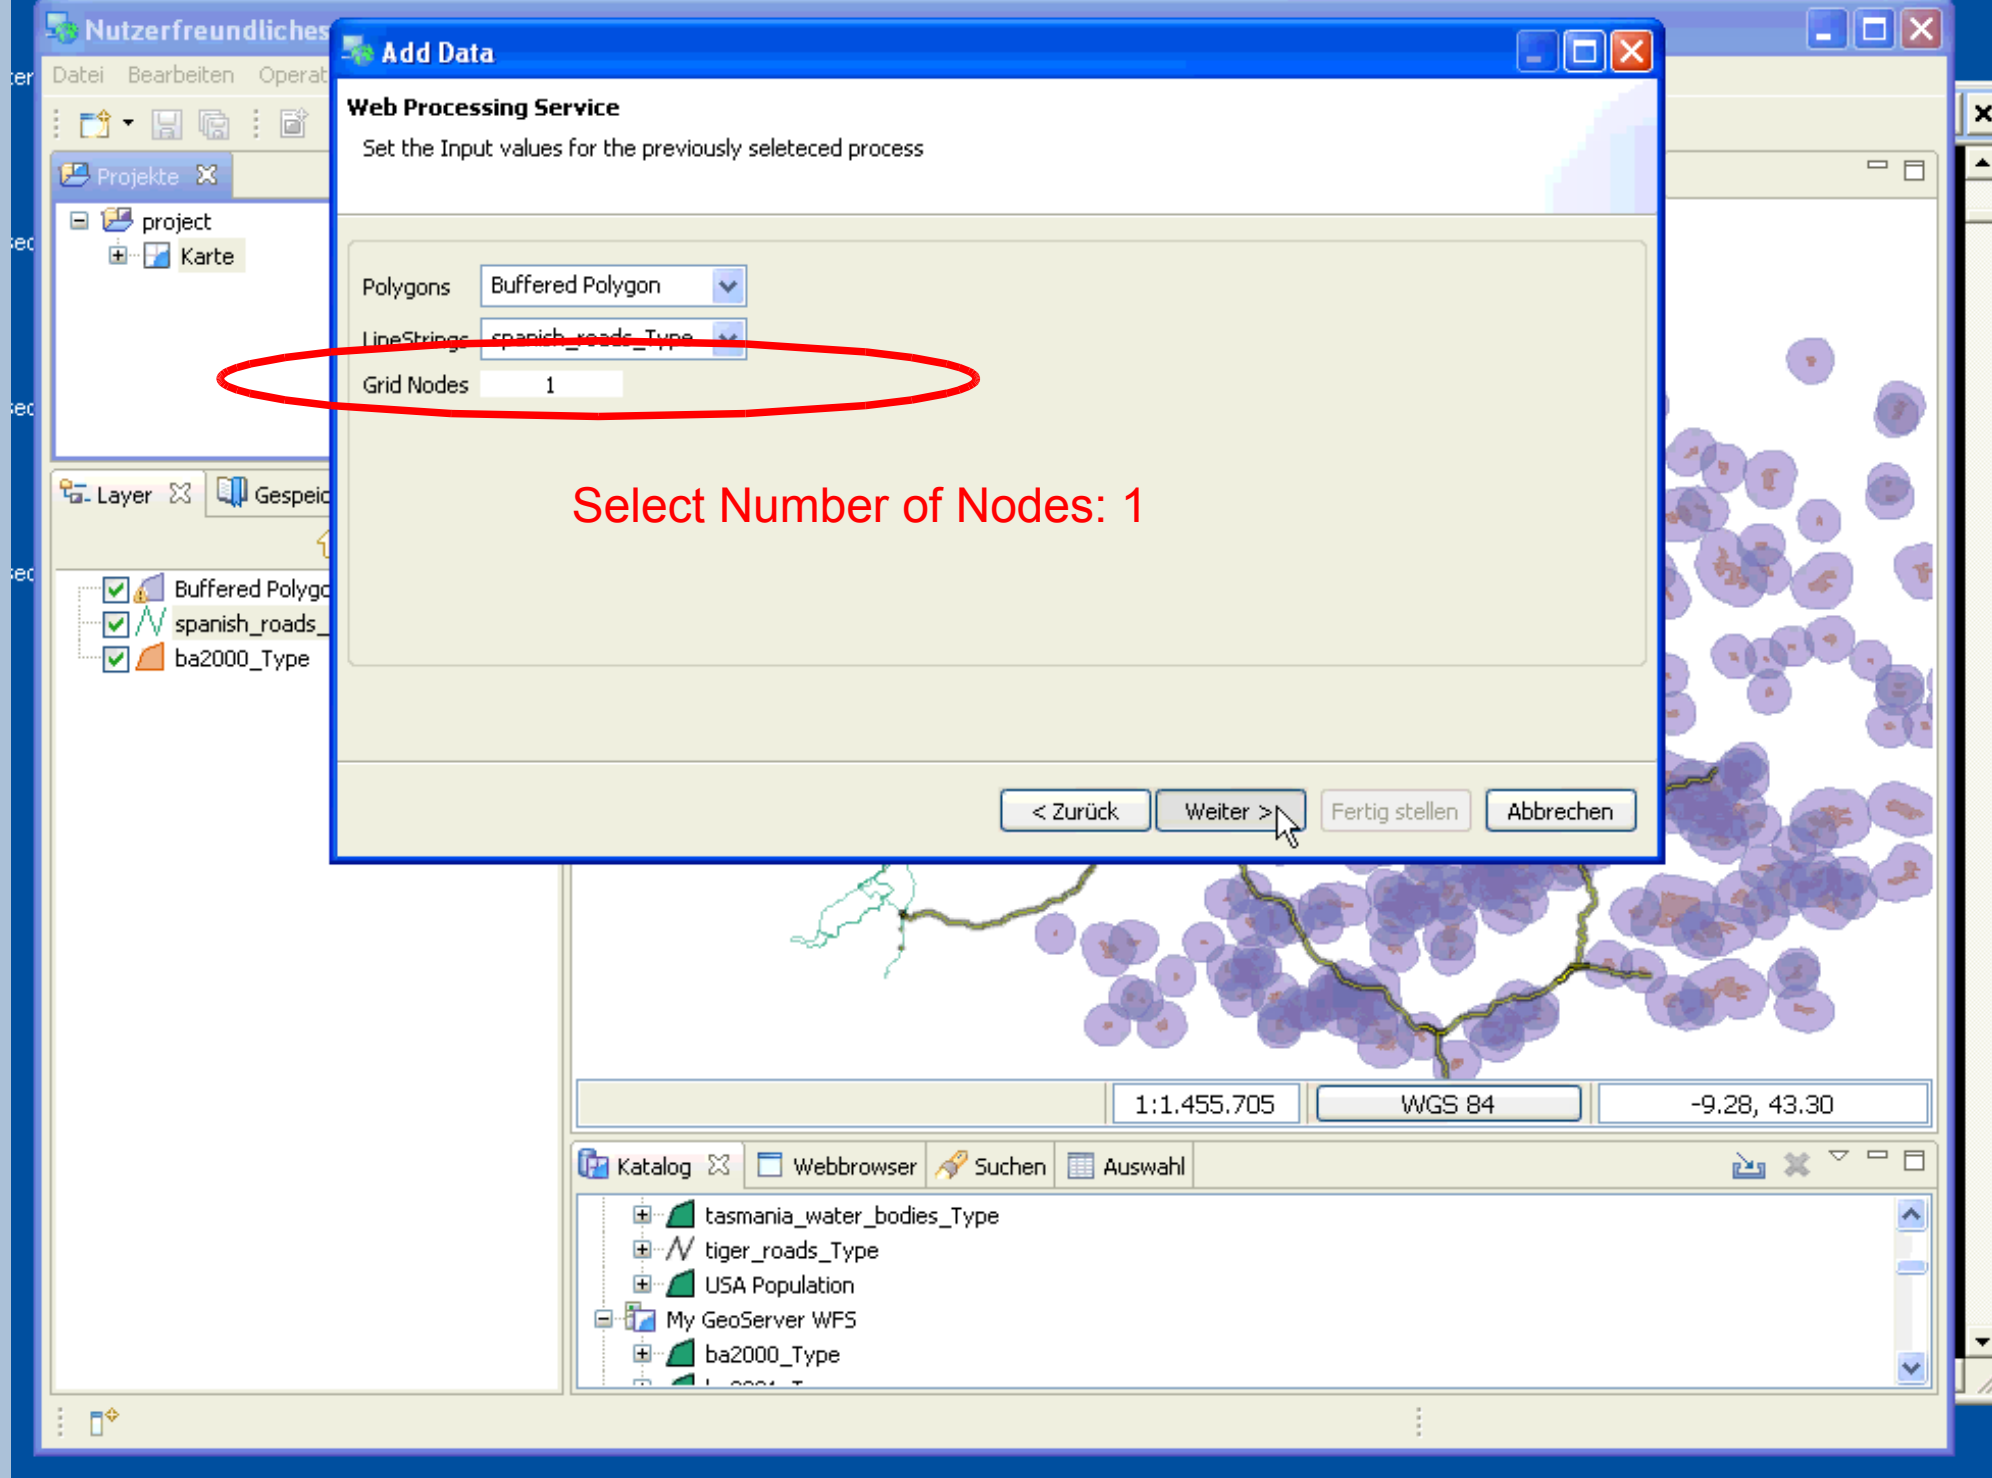 Nutzerfreundliches
Add Data
Datei Bearbeiten Operat
Web Processing Service
Set the Input values for the previously seleteced process
Projekte
project
Karte
Polygons Buffered Polygon
LineStrings spanish_roads_Type
Grid Nodes 1
Select Number of Nodes: 1
Layer Gespeic
Buffered Polygo
spanish_roads_
ba2000_Type
< Zurück Weiter > Fertig stellen Abbrechen
1:1.455.705 WGS 84 -9.28, 43.30
Katalog Webbrowser Suchen Auswahl
tasmania_water_bodies_Type
tiger_roads_Type
USA Population
My GeoServer WFS
ba2000_Type